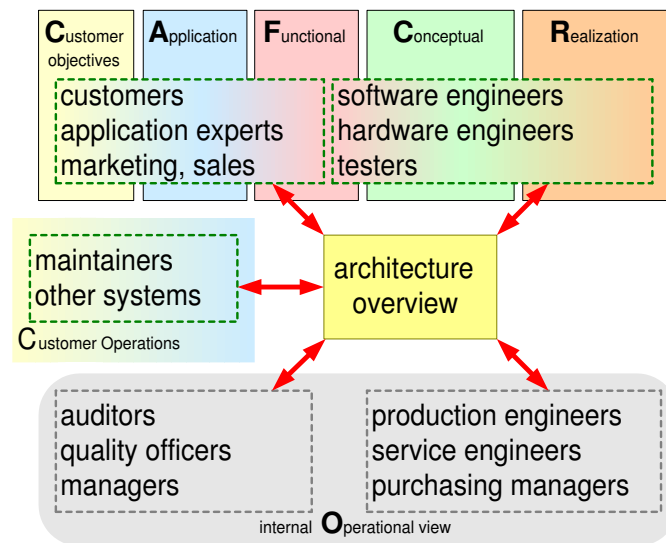 Customer
objectives
Application
Functional
Conceptual
Realization
customers
application experts
marketing, sales
software engineers
hardware engineers
testers
maintainers
other systems
Customer Operations
architecture
overview
auditors
quality officers
managers
production engineers
service engineers
purchasing managers
internal Operational view